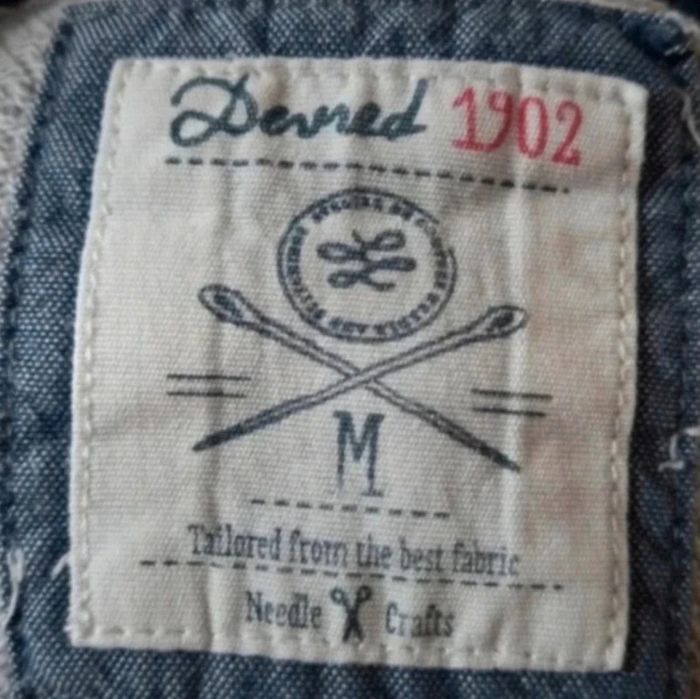 Devred 1902
M
Tailored from the best fabric
Needle Crafts